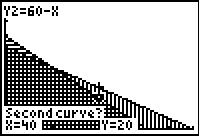 Y2=60-X
Second curve?
X=40 Y=20